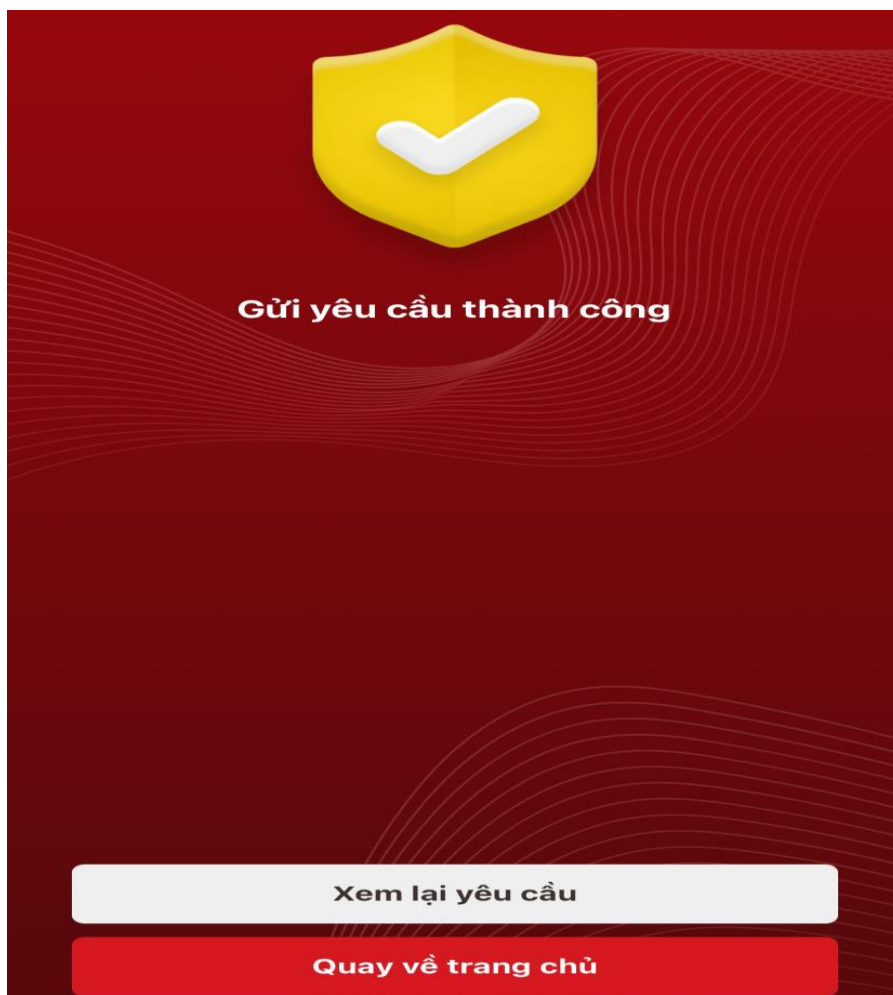 Gửi yêu cầu thành công
Xem lại yêu cầu
Quay về trang chủ